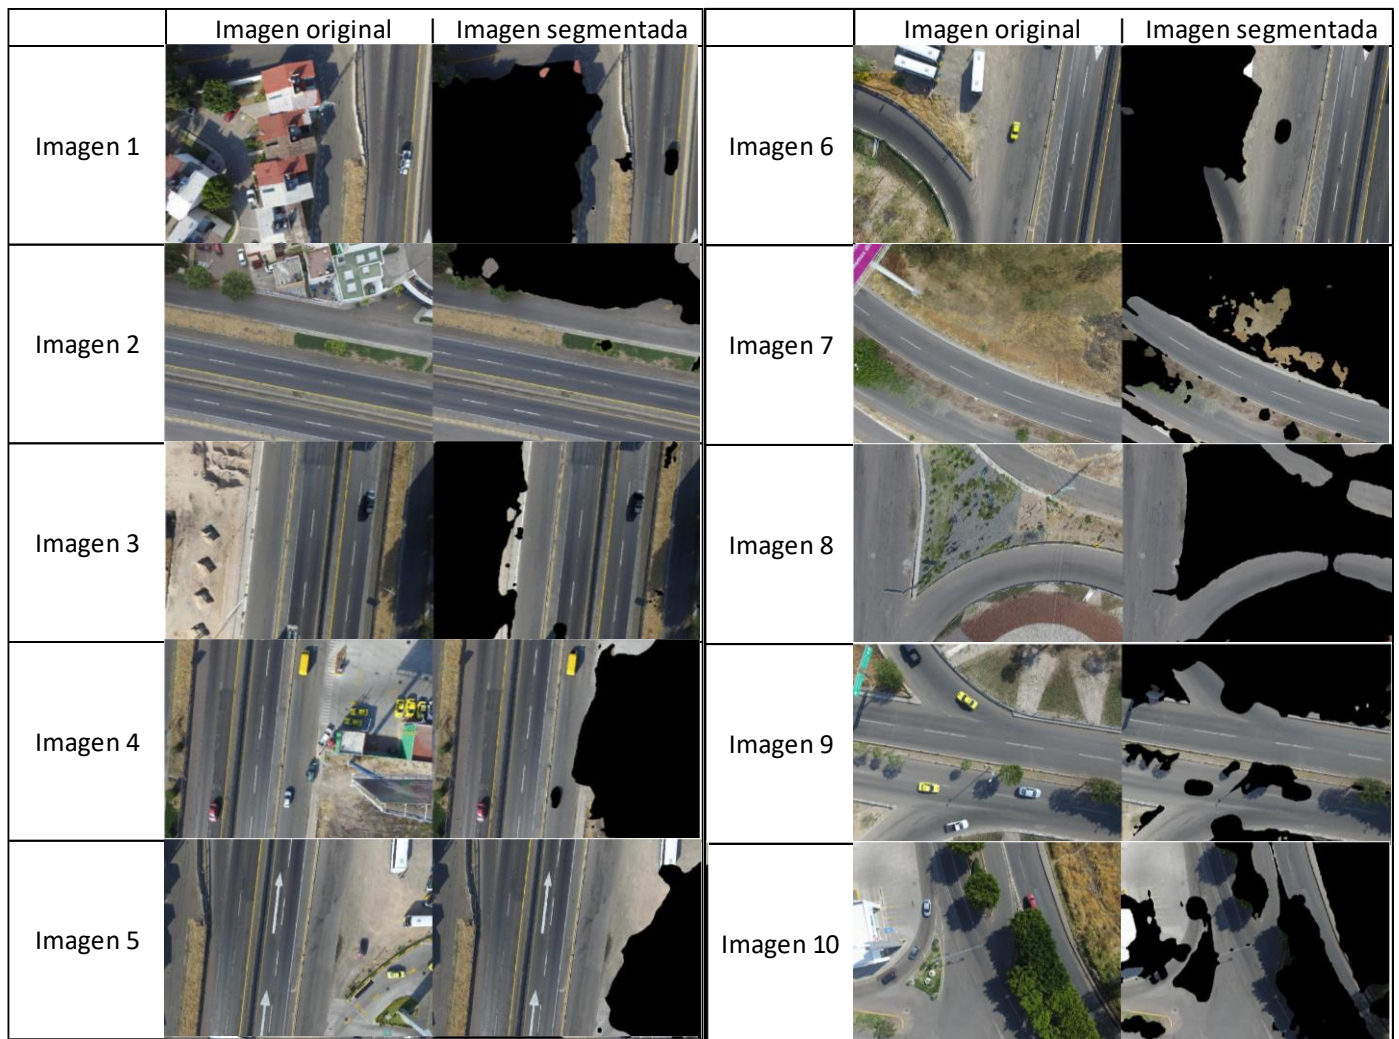 Imagen original | Imagen segmentada
Imagen original | Imagen segmentada
Imagen 1
Imagen 6
Imagen 2
Imagen 7
Imagen 3
Imagen 8
Imagen 4
Imagen 9
Imagen 5
Imagen 10